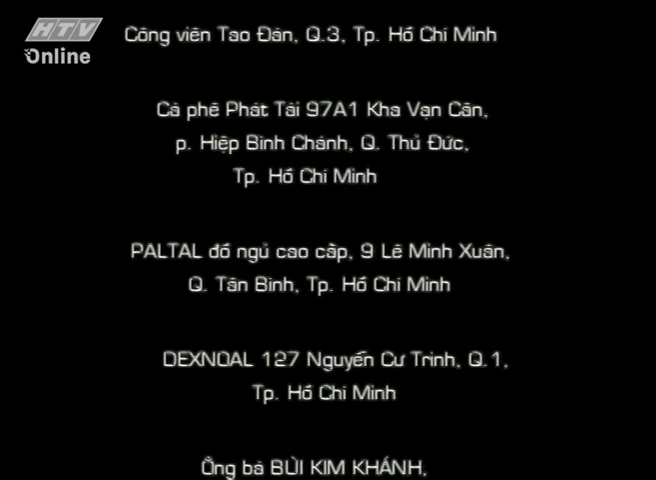 HTV
Online
Công viên Tao Đàn, Q.3, Tp. Hồ Chí Minh
Cà phê Phát Tài 97A1 Kha Vạn Cân,
p. Hiệp Bình Chánh, Q. Thủ Đức,
Tp. Hồ Chí Minh
PALTAL đồ ngủ cao cấp, 9 Lê Minh Xuân,
Q. Tân Bình, Tp. Hồ Chí Minh
DEXNOAL 127 Nguyễn Cư Trinh, Q.1,
Tp. Hồ Chí Minh
Ông bà BÙI KIM KHÁNH,